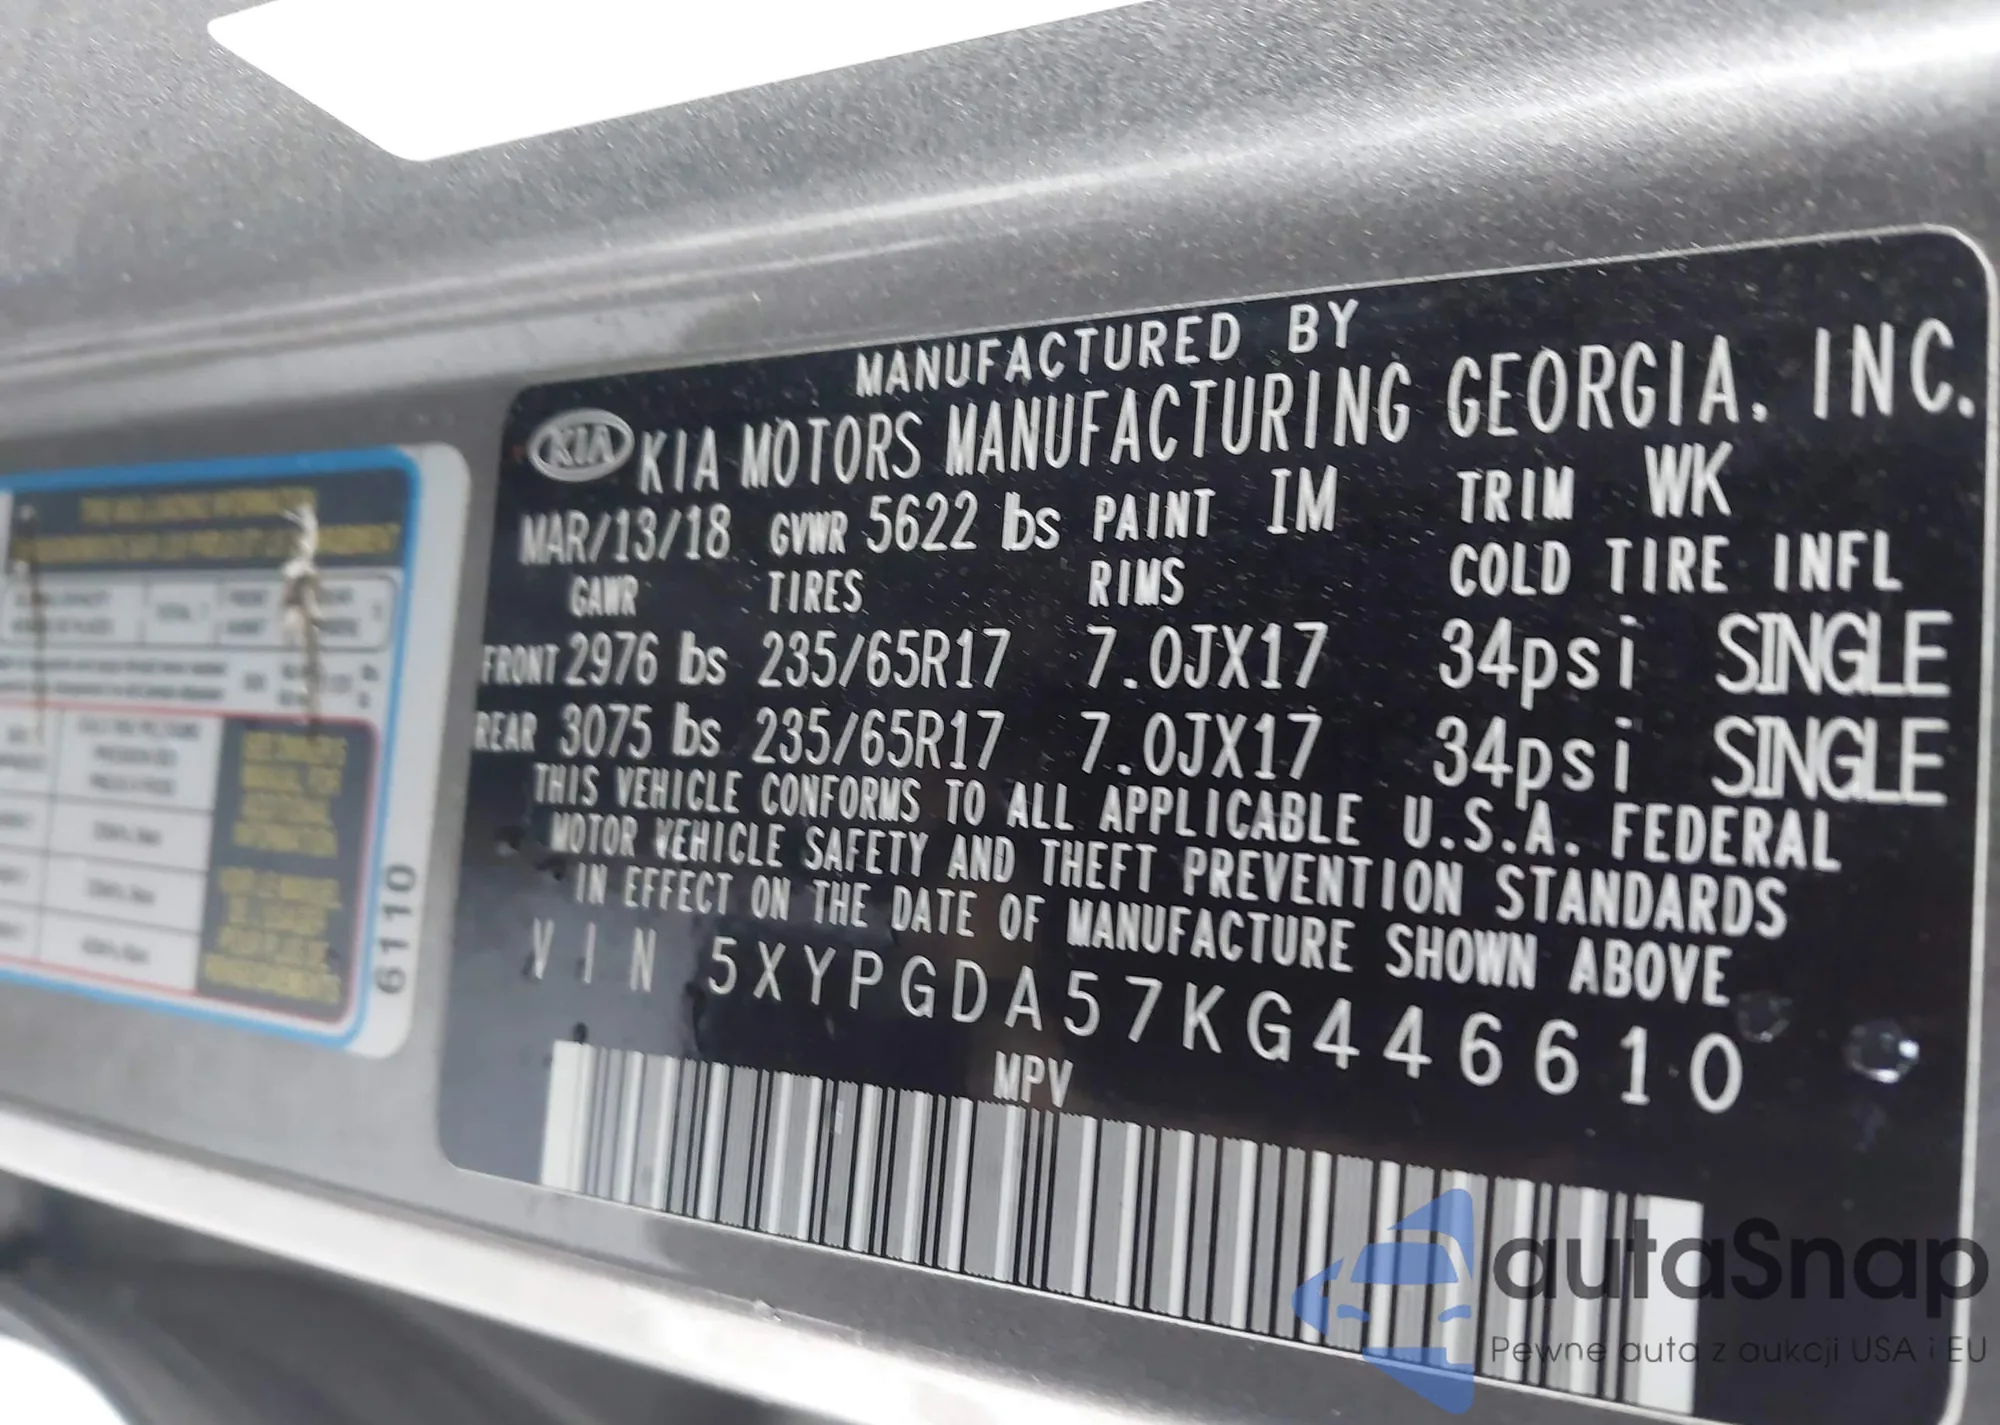 MANUFACTURED BY
KIA KIA MOTORS MANUFACTURING GEORGIA, INC.
MAR/13/18 GVWR 5622 lbs PAINT IM TRIM WK
GAWR TIRES RIMS COLD TIRE INFL
FRONT 2976 lbs 235/65R17 7.0JX17 34psi SINGLE
REAR 3075 lbs 235/65R17 7.0JX17 34psi SINGLE
THIS VEHICLE CONFORMS TO ALL APPLICABLE U.S.A. FEDERAL
MOTOR VEHICLE SAFETY AND THEFT PREVENTION STANDARDS
IN EFFECT ON THE DATE OF MANUFACTURE SHOWN ABOVE
VIN 5XYPGDA57KG446610
MPV
6110
autaSnap
Pewne auta z aukcji USA i EU